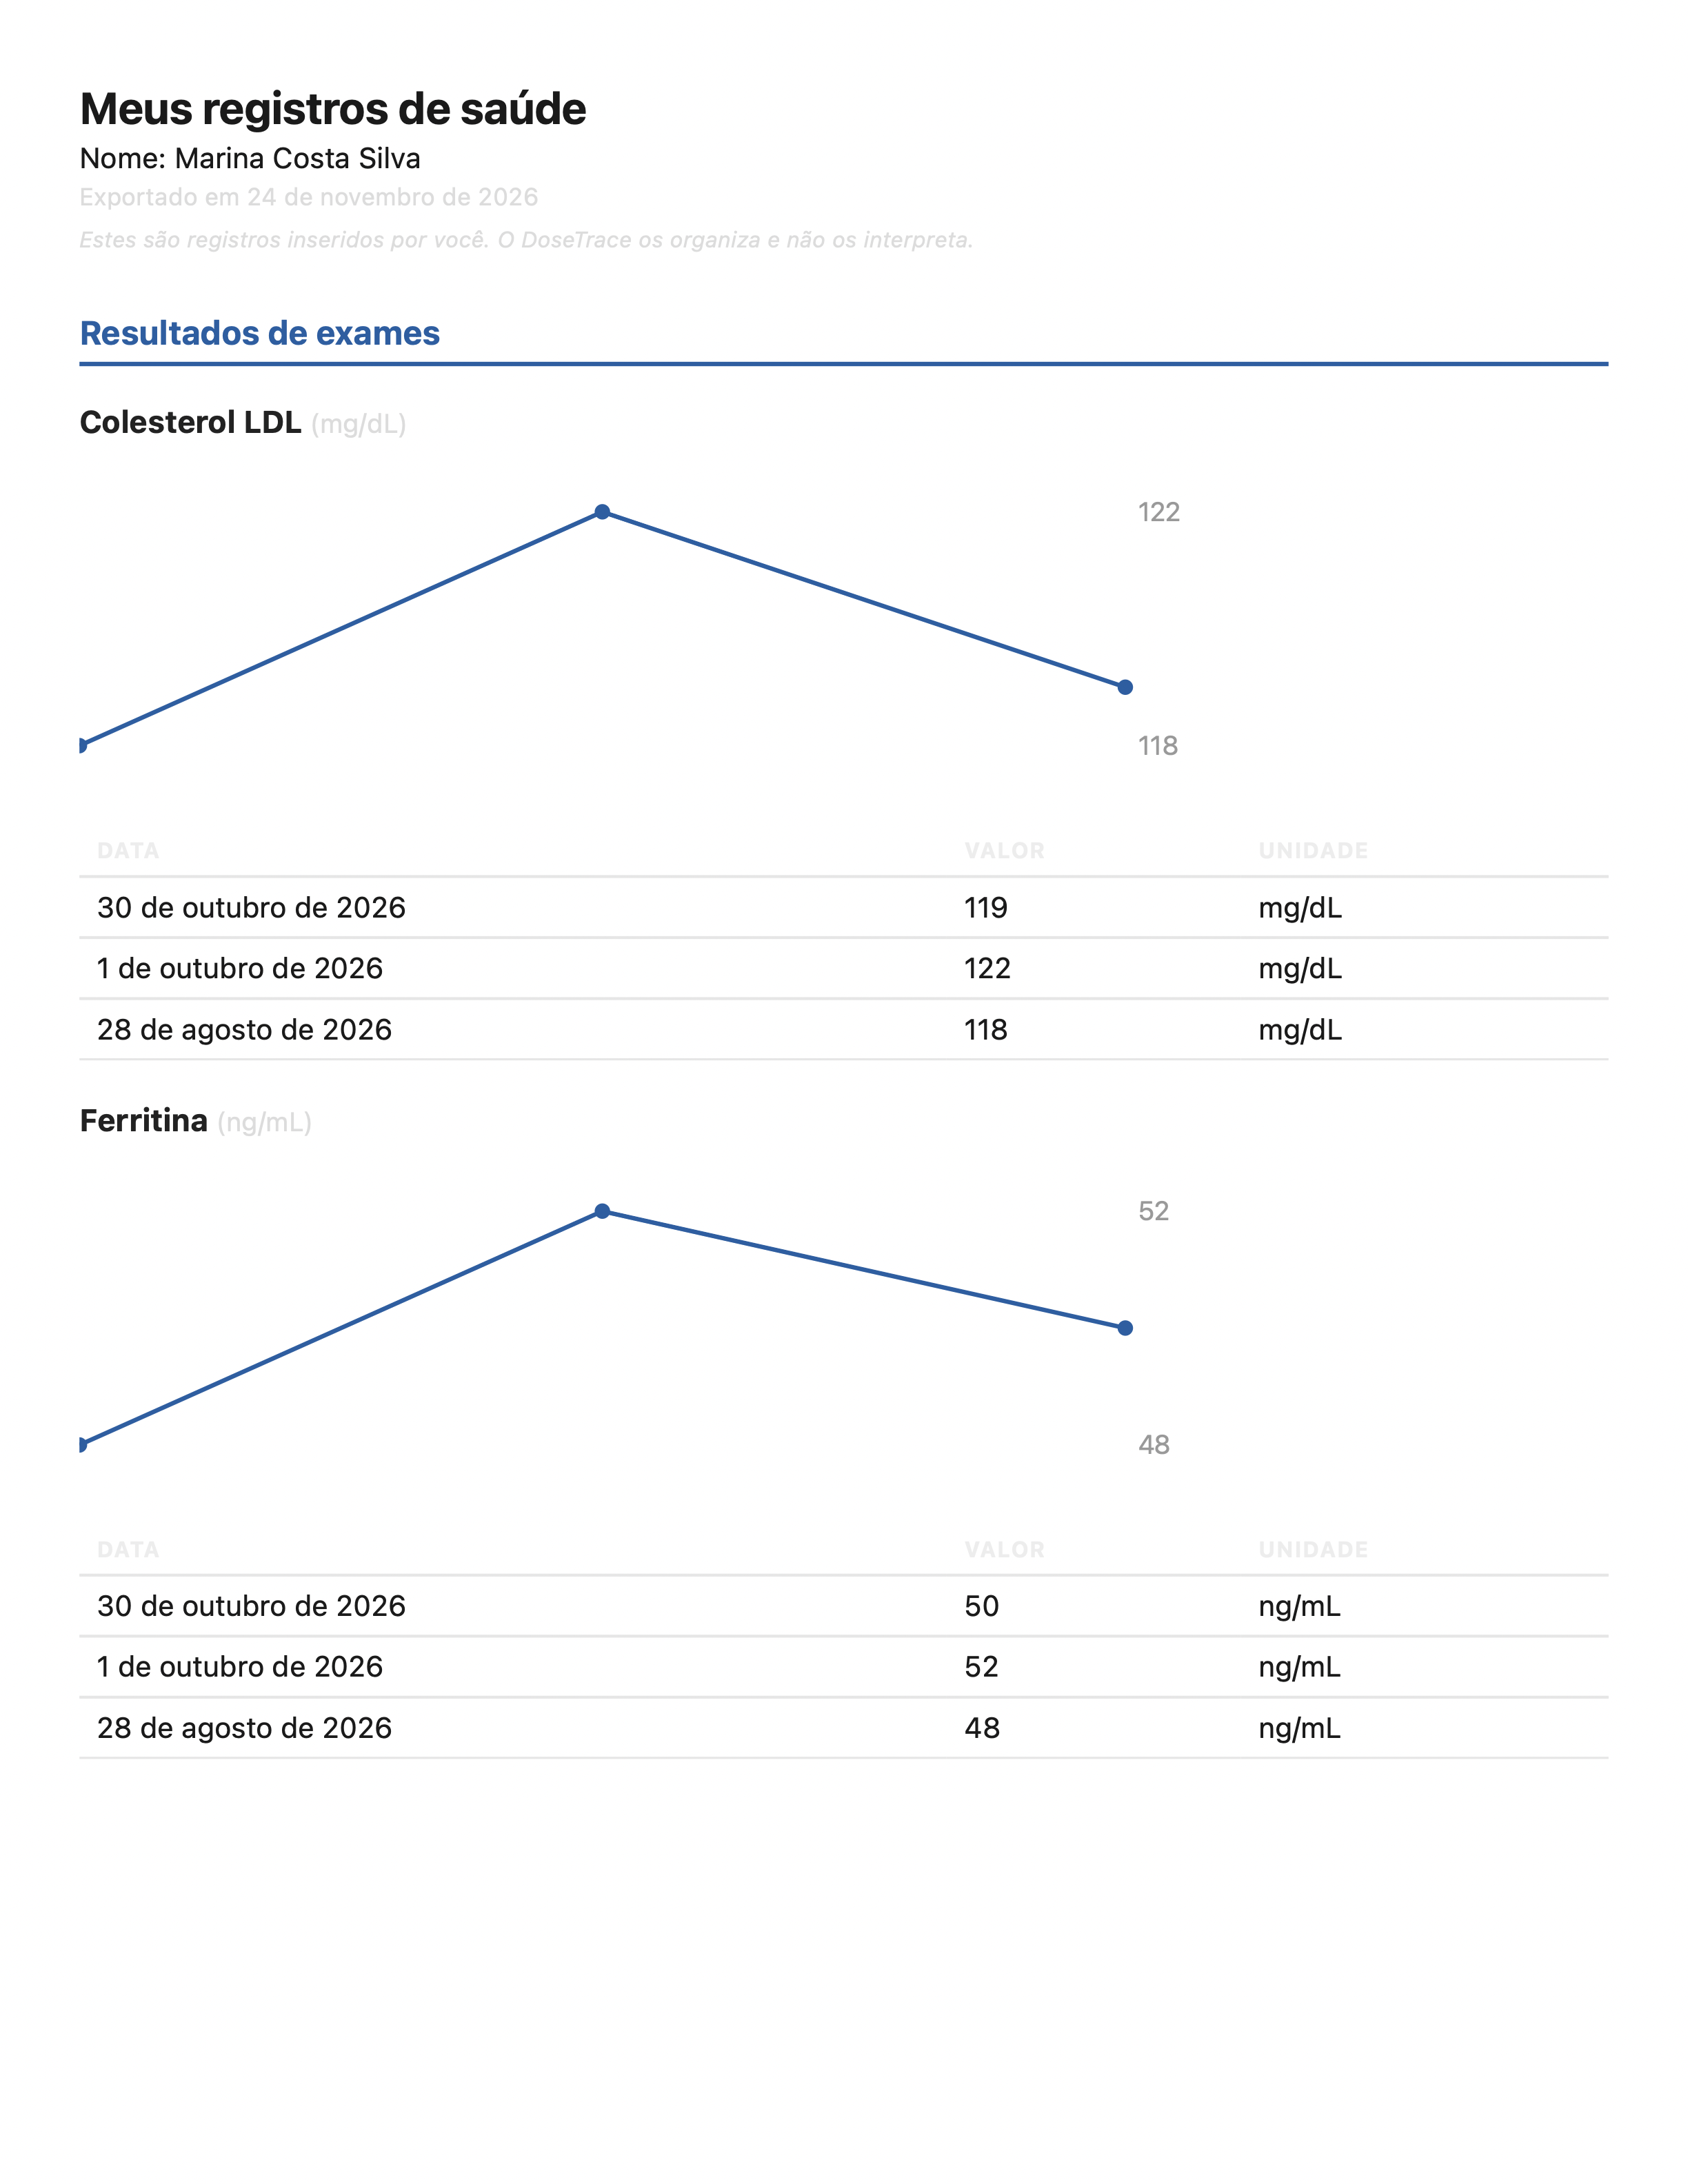 Meus registros de saúde
Nome: Marina Costa Silva
Exportado em 24 de novembro de 2026
Estes são registros inseridos por você. O DoseTrace os organiza e não os interpreta.
Resultados de exames
Colesterol LDL (mg/dL)
122
118
DATA VALOR UNIDADE
30 de outubro de 2026 119 mg/dL
1 de outubro de 2026 122 mg/dL
28 de agosto de 2026 118 mg/dL
Ferritina (ng/mL)
52
48
DATA VALOR UNIDADE
30 de outubro de 2026 50 ng/mL
1 de outubro de 2026 52 ng/mL
28 de agosto de 2026 48 ng/mL